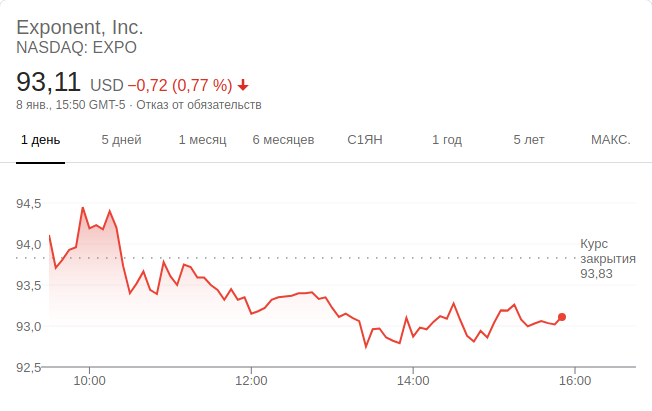 Exponent, Inc.
NASDAQ: EXPO
93,11 USD −0,72 (0,77 %)
8 янв., 15:50 GMT-5 · Отказ от обязательств
1 день 5 дней 1 месяц 6 месяцев С1ЯН 1 год 5 лет МАКС.
94,5
94,0
93,5
93,0
92,5
Курс
закрытия
93,83
10:00 12:00 14:00 16:00